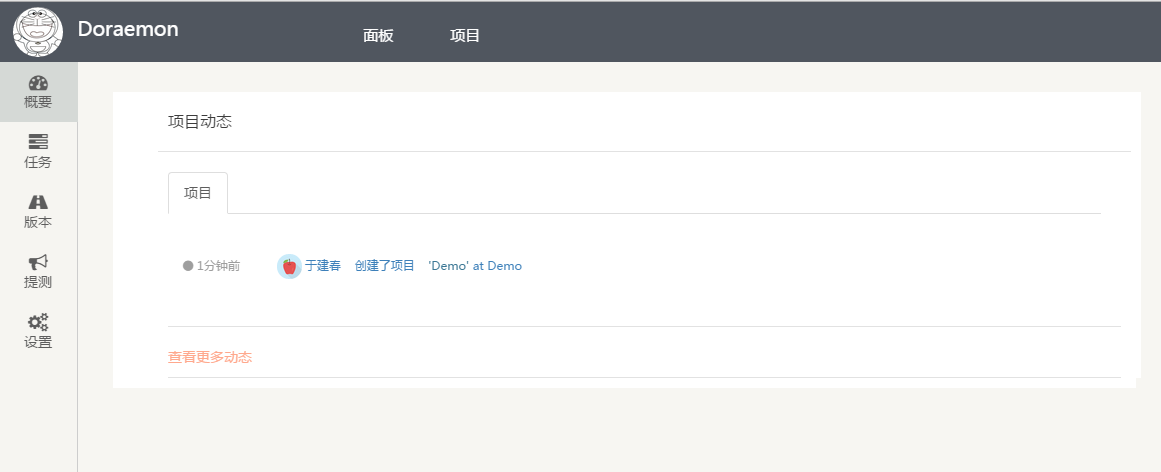 Doraemon
面板 项目
概要
任务
版本
提测
设置
项目动态
项目
1分钟前 于建春 创建了项目 'Demo' at Demo
查看更多动态